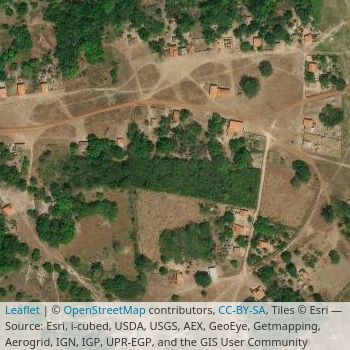 Leaflet | © OpenStreetMap contributors, CC-BY-SA, Tiles © Esri —
Source: Esri, i-cubed, USDA, USGS, AEX, GeoEye, Getmapping,
Aerogrid, IGN, IGP, UPR-EGP, and the GIS User Community